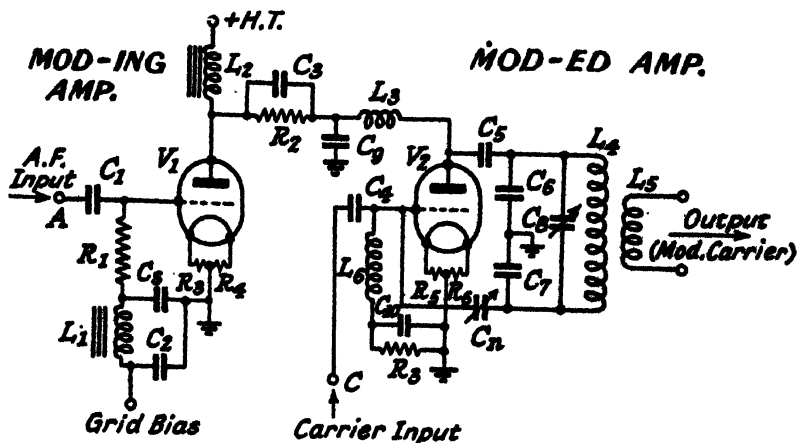 +H.T.
MOD-ING
AMP.
MOD-ED AMP.
L2
C3
R2
L3
C9
V1
V2
C5
L4
A.F.
Input
A
C1
C4
C6
C8
L5
Output
(Mod. Carrier)
R1
C8
R3
R4
L6
C10
R5
R6
C7
Cn
L1
C2
R3
C
Grid Bias
Carrier Input